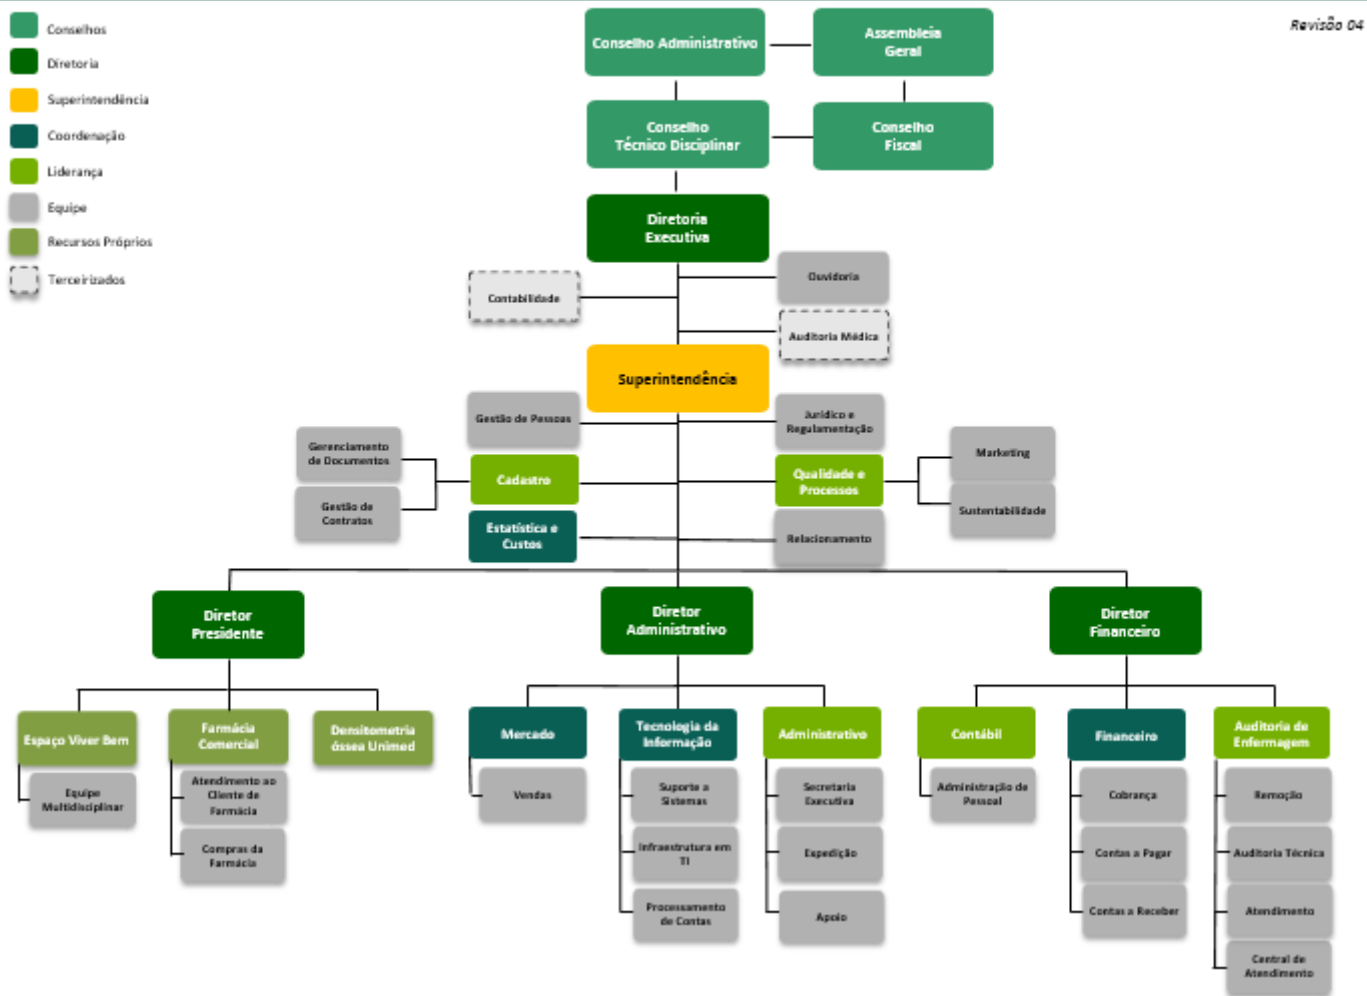 Revisão 04
Conselhos
Diretoria
Superintendência
Coordenação
Liderança
Equipe
Recursos Próprios
Terceirizados
Conselho Administrativo
Assembleia
Geral
Conselho
Técnico Disciplinar
Conselho
Fiscal
Diretoria
Executiva
Ouvidoria
Contabilidade
Auditoria Médica
Superintendência
Gestão de Pessoas
Jurídico e
Regulamentação
Gerenciamento
de Documentos
Gestão de
Contratos
Cadastro
Qualidade e
Processos
Marketing
Sustentabilidade
Estatística e
Custos
Relacionamento
Diretor
Presidente
Diretor
Administrativo
Diretor
Financeiro
Espaço Viver Bem
Farmácia
Comercial
Densitometria
óssea Unimed
Mercado
Tecnologia da
Informação
Administrativo
Contábil
Financeiro
Auditoria de
Enfermagem
Equipe
Multidisciplinar
Atendimento ao
Cliente de
Farmácia
Compras da
Farmácia
Vendas
Suporte a
Sistemas
Infraestrutura em
TI
Processamento
de Contas
Secretaria
Executiva
Expedição
Apoio
Administração de
Pessoal
Cobrança
Contas a Pagar
Contas a Receber
Remoção
Auditoria Técnica
Atendimento
Central de
Atendimento